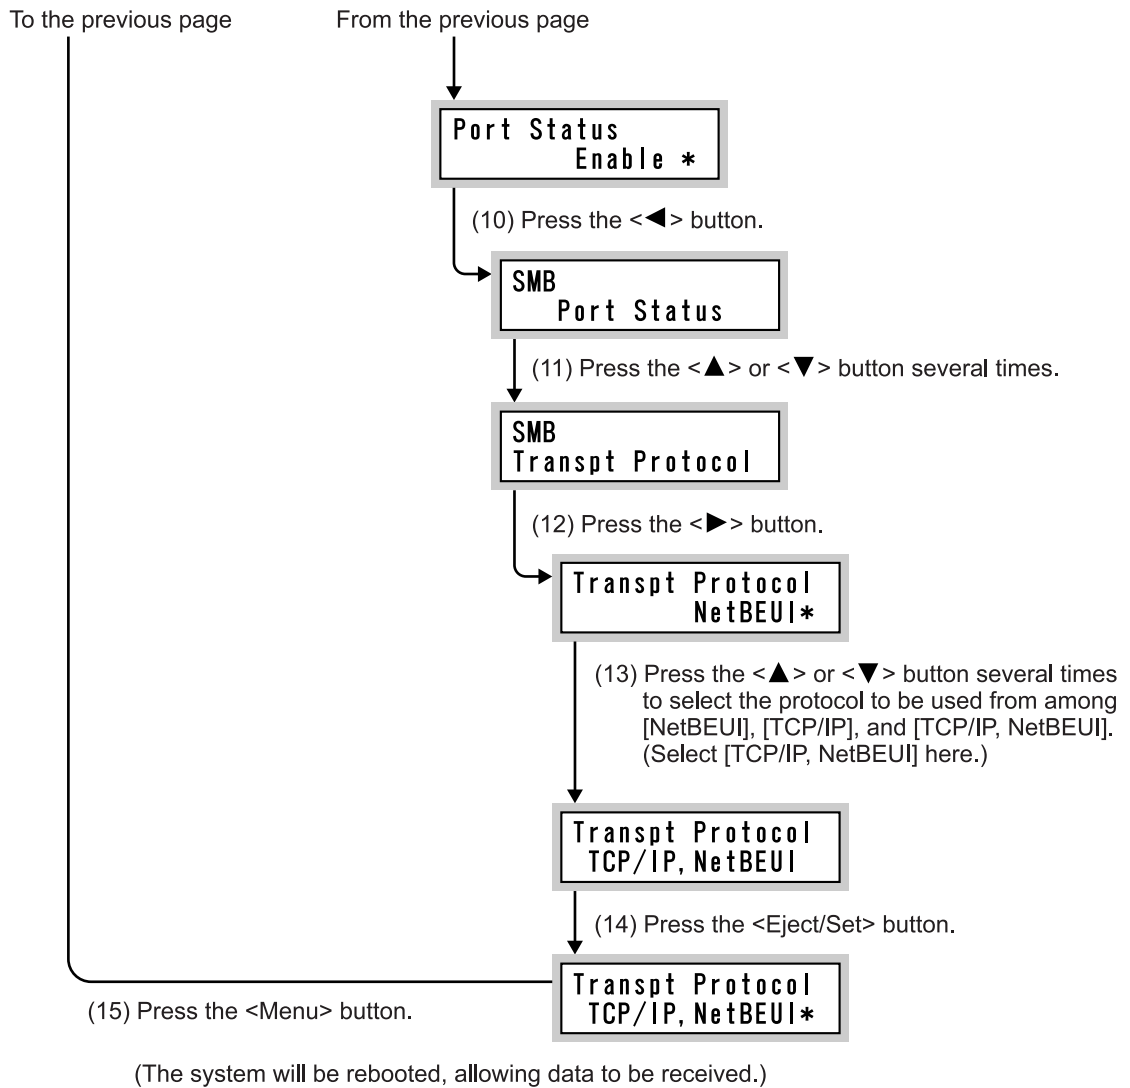 To the previous page
From the previous page
Port Status
Enable *
(10) Press the <◀> button.
SMB
Port Status
(11) Press the <▲> or <▼> button several times.
SMB
Transpt Protocol
(12) Press the <▶> button.
Transpt Protocol
NetBEUI*
(13) Press the <▲> or <▼> button several times
to select the protocol to be used from among
[NetBEUI], [TCP/IP], and [TCP/IP, NetBEUI].
(Select [TCP/IP, NetBEUI] here.)
Transpt Protocol
TCP/IP, NetBEUI
(14) Press the <Eject/Set> button.
Transpt Protocol
TCP/IP, NetBEUI*
(15) Press the <Menu> button.
(The system will be rebooted, allowing data to be received.)